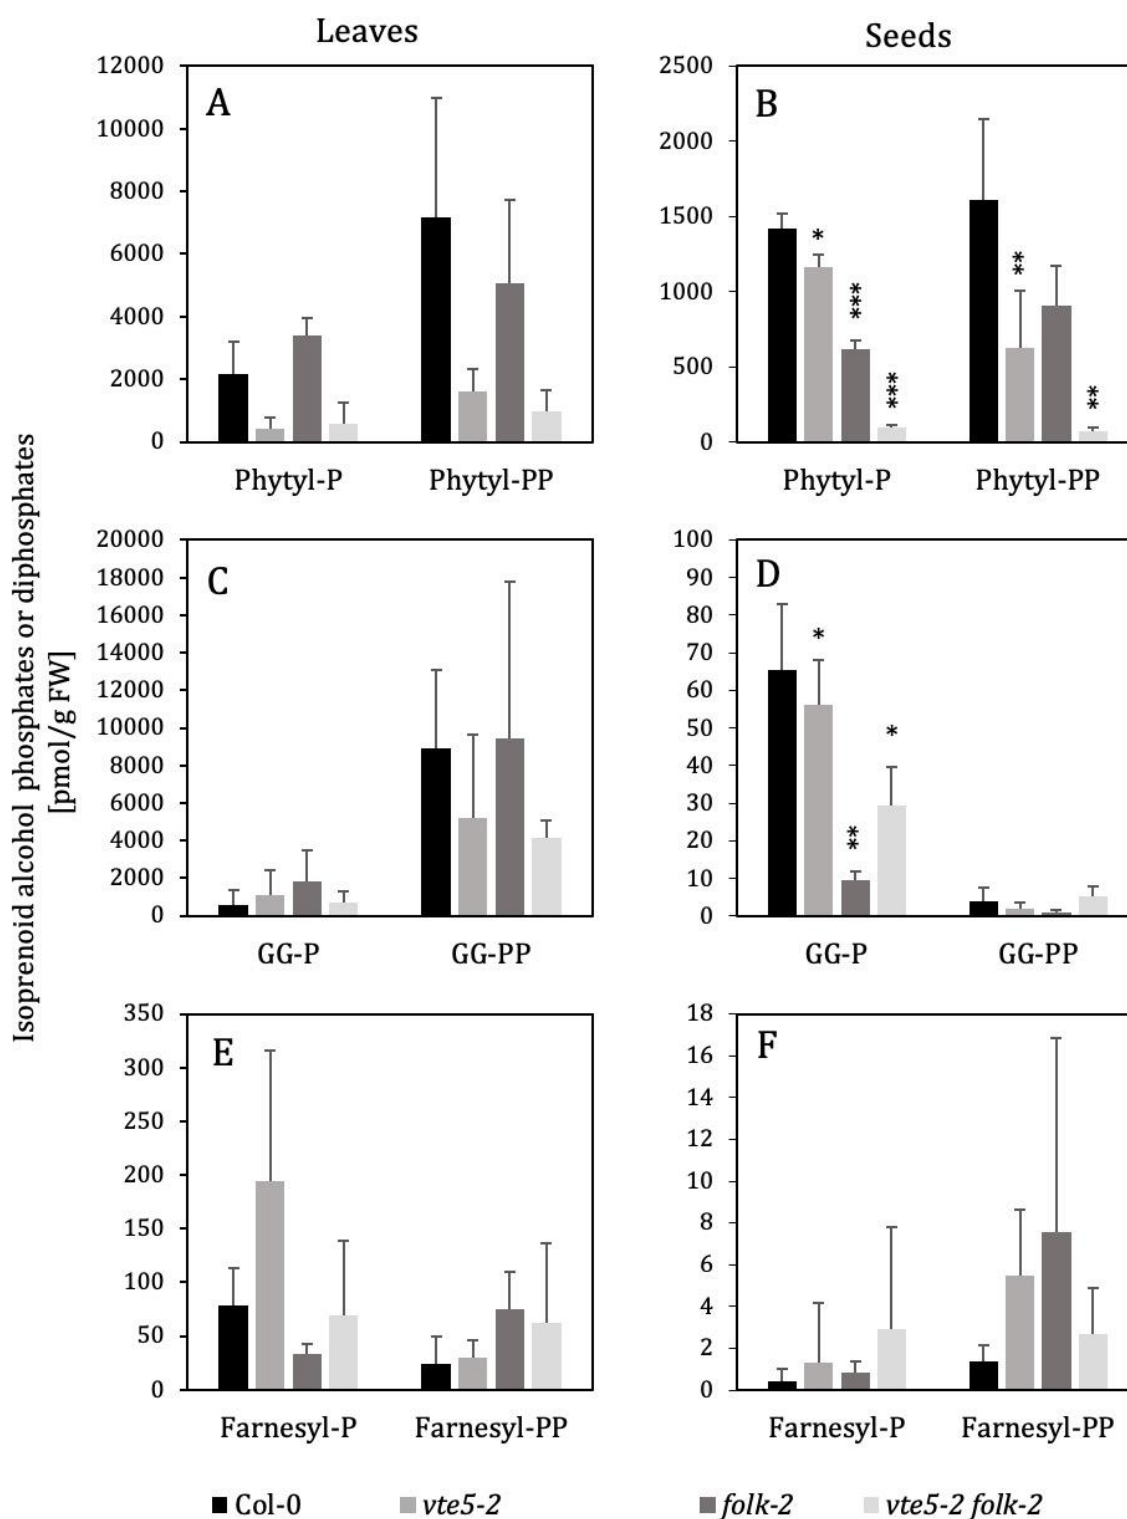 Leaves
Seeds
Isoprenoid alcohol phosphates or diphosphates
[pmol/g FW]
12000
10000
8000
6000
4000
2000
0
A
Phytyl-P
Phytyl-PP
2500
2000
1500
1000
500
0
B
*
***
***
**
**
Phytyl-P
Phytyl-PP
20000
18000
16000
14000
12000
10000
8000
6000
4000
2000
0
C
GG-P
GG-PP
100
90
80
70
60
50
40
30
20
10
0
D
*
**
*
GG-P
GG-PP
350
300
250
200
150
100
50
0
E
Farnesyl-P
Farnesyl-PP
18
16
14
12
10
8
6
4
2
0
F
Farnesyl-P
Farnesyl-PP
Col-0
vte5-2
folk-2
vte5-2 folk-2